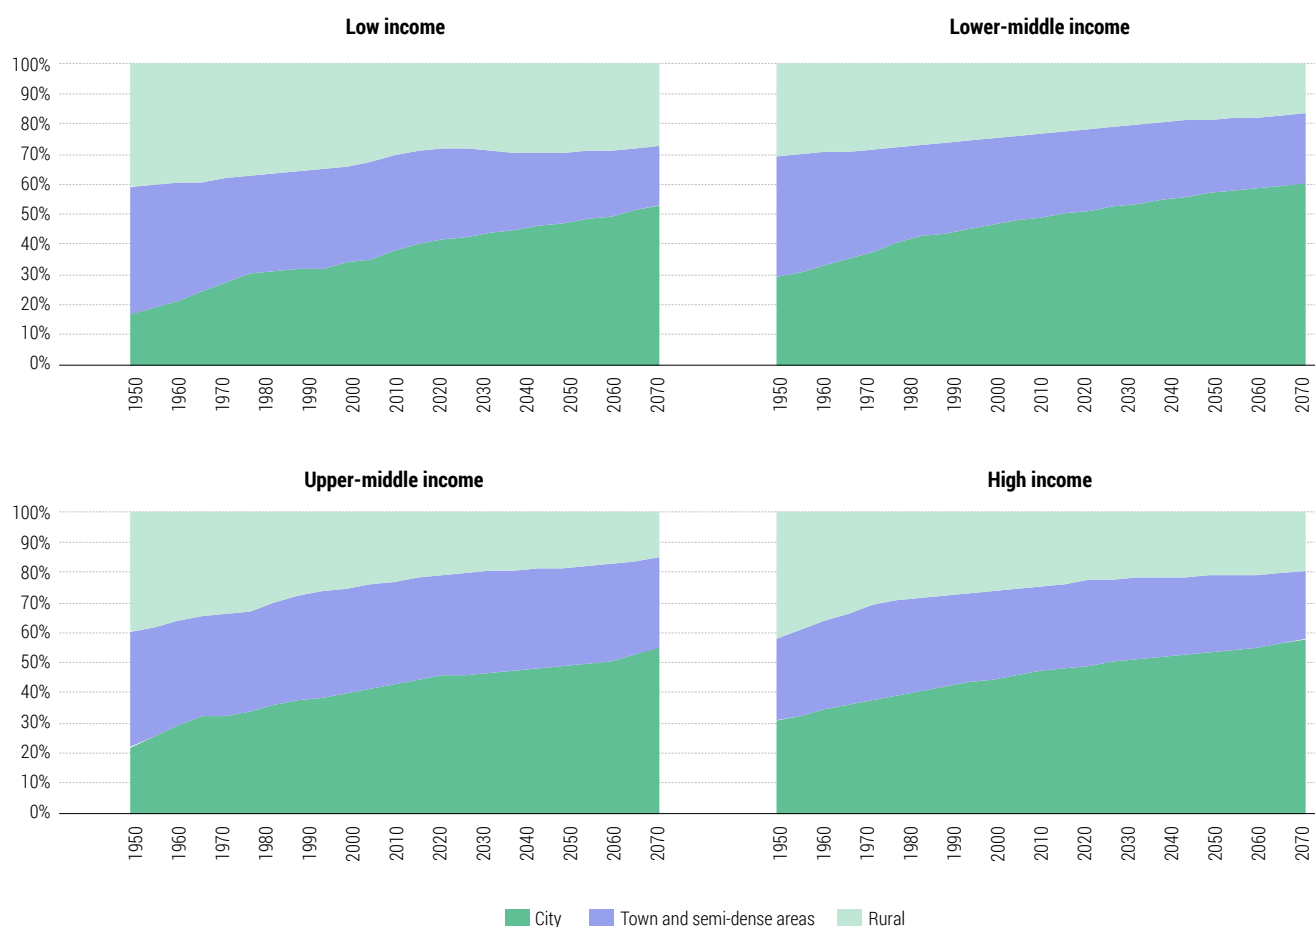 Low income
Lower-middle income
100%
90%
80%
70%
60%
50%
40%
30%
20%
10%
0%
1950 1960 1970 1980 1990 2000 2010 2020 2030 2040 2050 2060 2070
1950 1960 1970 1980 1990 2000 2010 2020 2030 2040 2050 2060 2070
Upper-middle income
High income
100%
90%
80%
70%
60%
50%
40%
30%
20%
10%
0%
1950 1960 1970 1980 1990 2000 2010 2020 2030 2040 2050 2060 2070
1950 1960 1970 1980 1990 2000 2010 2020 2030 2040 2050 2060 2070
City Town and semi-dense areas Rural